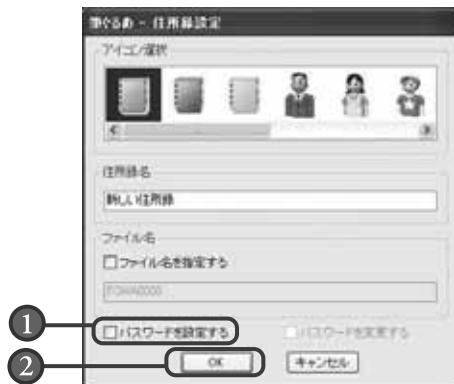 筆ぐるめ - 住所録設定
アイコン選択
住所録名
新しい住所録
ファイル名
ファイル名を指定する
パスワードを設定する
パスワードを変更する
OK
キャンセル
1
2